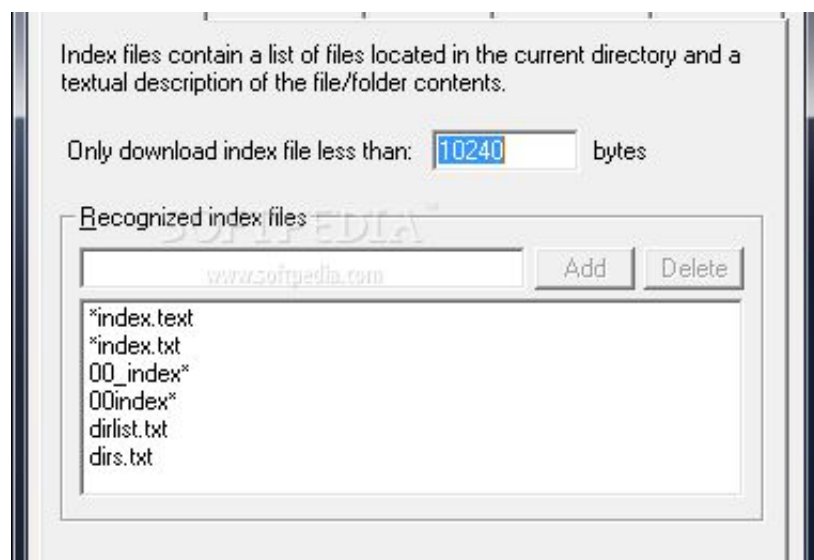 Index files contain a list of files located in the current directory and a
textual description of the file/folder contents.
Only download index file less than: 10240 bytes
Recognized index files
SOFTPEDIA
www.softpedia.com
Add Delete
*index.text
*index.txt
00_index*
00index*
dirlist.txt
dirs.txt